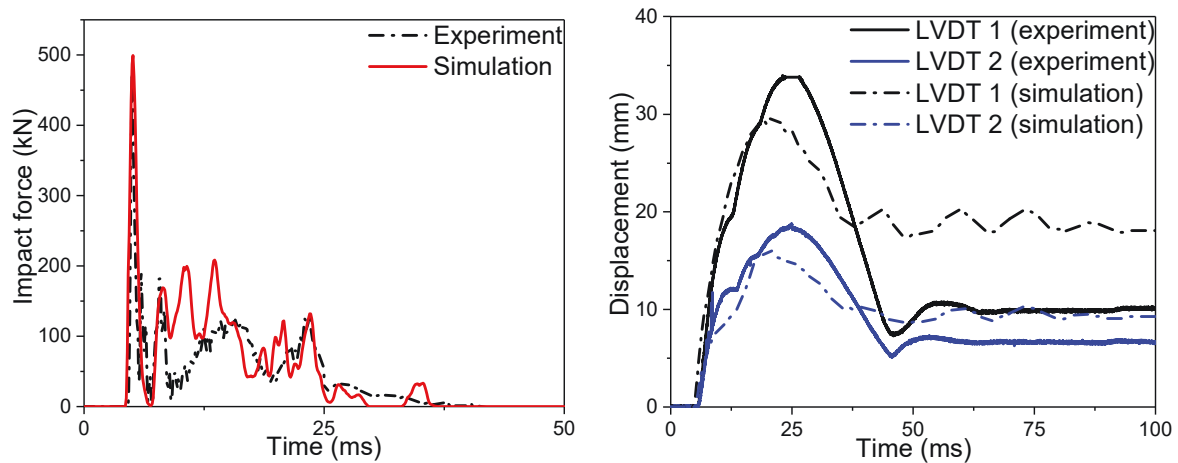 Experiment
Simulation
500
400
300
200
100
0
Impact force (kN)
0
25
50
Time (ms)
LVDT 1 (experiment)
LVDT 2 (experiment)
LVDT 1 (simulation)
LVDT 2 (simulation)
40
30
20
10
0
Displacement (mm)
0
25
50
75
100
Time (ms)